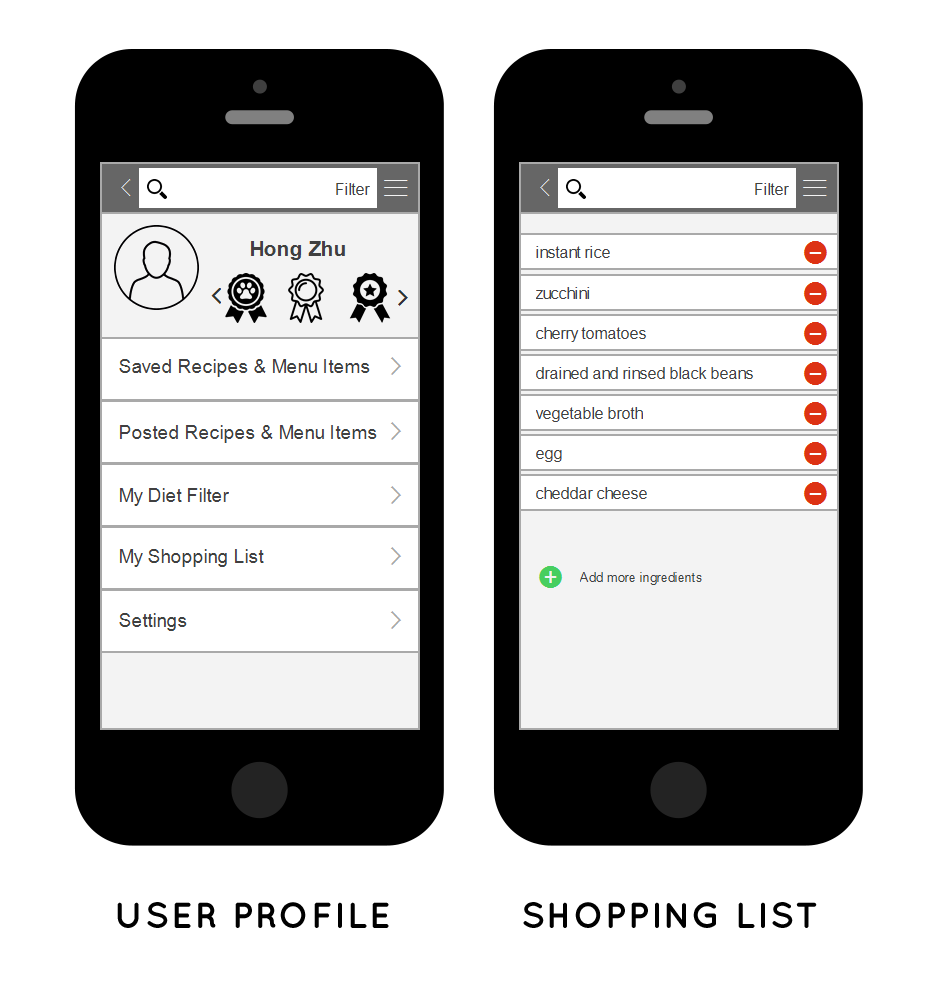 Filter
Hong Zhu
Saved Recipes & Menu Items
Posted Recipes & Menu Items
My Diet Filter
My Shopping List
Settings
USER PROFILE
Filter
instant rice
zucchini
cherry tomatoes
drained and rinsed black beans
vegetable broth
egg
cheddar cheese
Add more ingredients
SHOPPING LIST